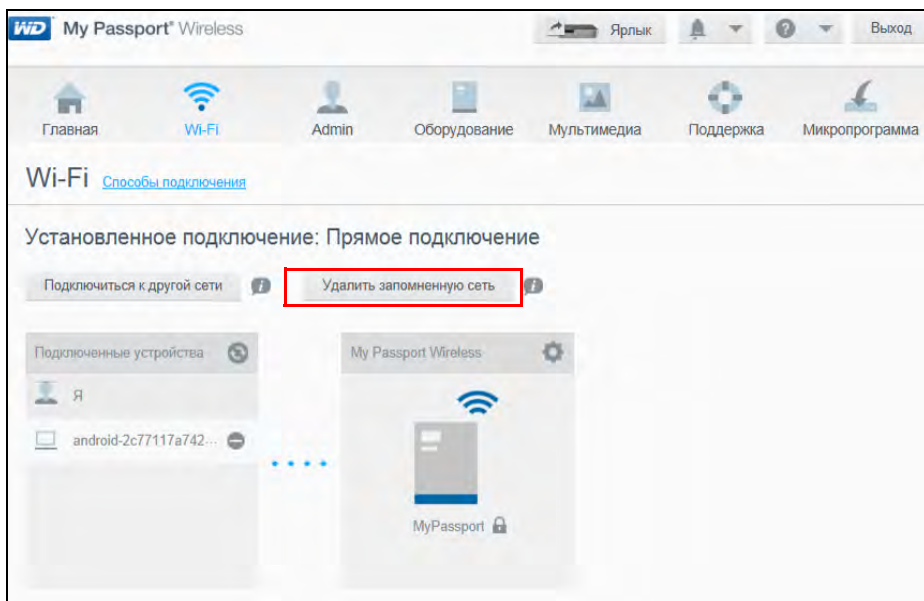 WD My Passport® Wireless Ярлык Выход
Главная Wi-Fi Admin Оборудование Мультимедиа Поддержка Микропрограмма
Wi-Fi Способы подключения
Установленное подключение: Прямое подключение
Подключиться к другой сети Удалить запомненную сеть
Подключенные устройства My Passport Wireless
Я
android-2c77117a742...
MyPassport